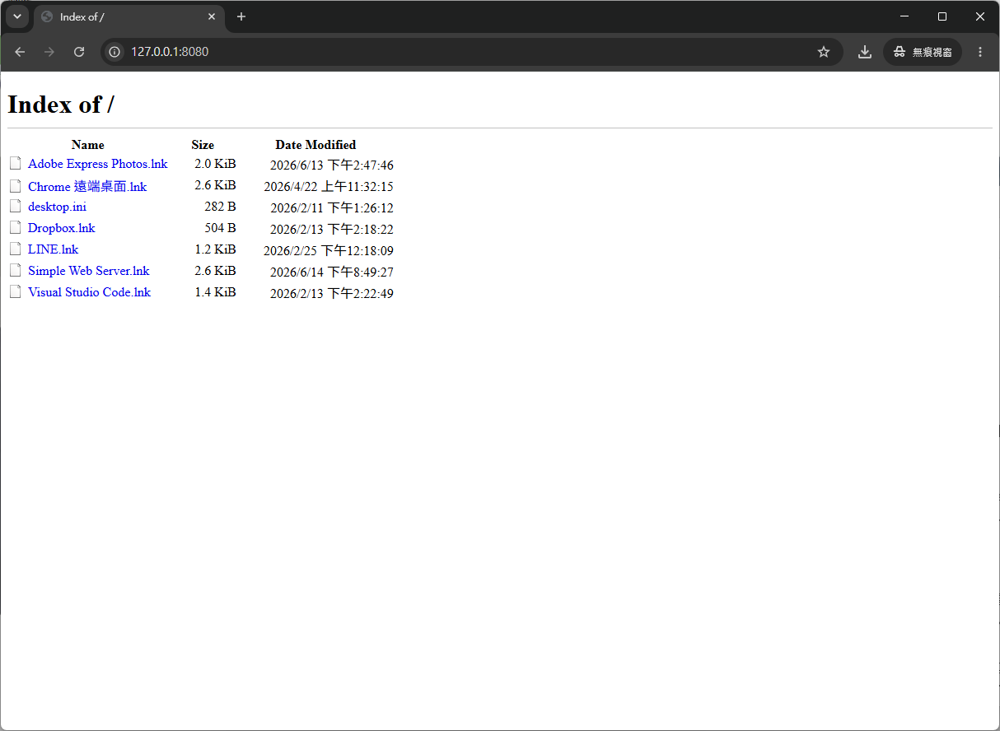 Index of /
127.0.0.1:8080
無痕視窗
Index of /
Name Size Date Modified
Adobe Express Photos.lnk 2.0 KiB 2026/6/13 下午2:47:46
Chrome 遠端桌面.lnk 2.6 KiB 2026/4/22 上午11:32:15
desktop.ini 282 B 2026/2/11 下午1:26:12
Dropbox.lnk 504 B 2026/2/13 下午2:18:22
LINE.lnk 1.2 KiB 2026/2/25 下午12:18:09
Simple Web Server.lnk 2.6 KiB 2026/6/14 下午8:49:27
Visual Studio Code.lnk 1.4 KiB 2026/2/13 下午2:22:49